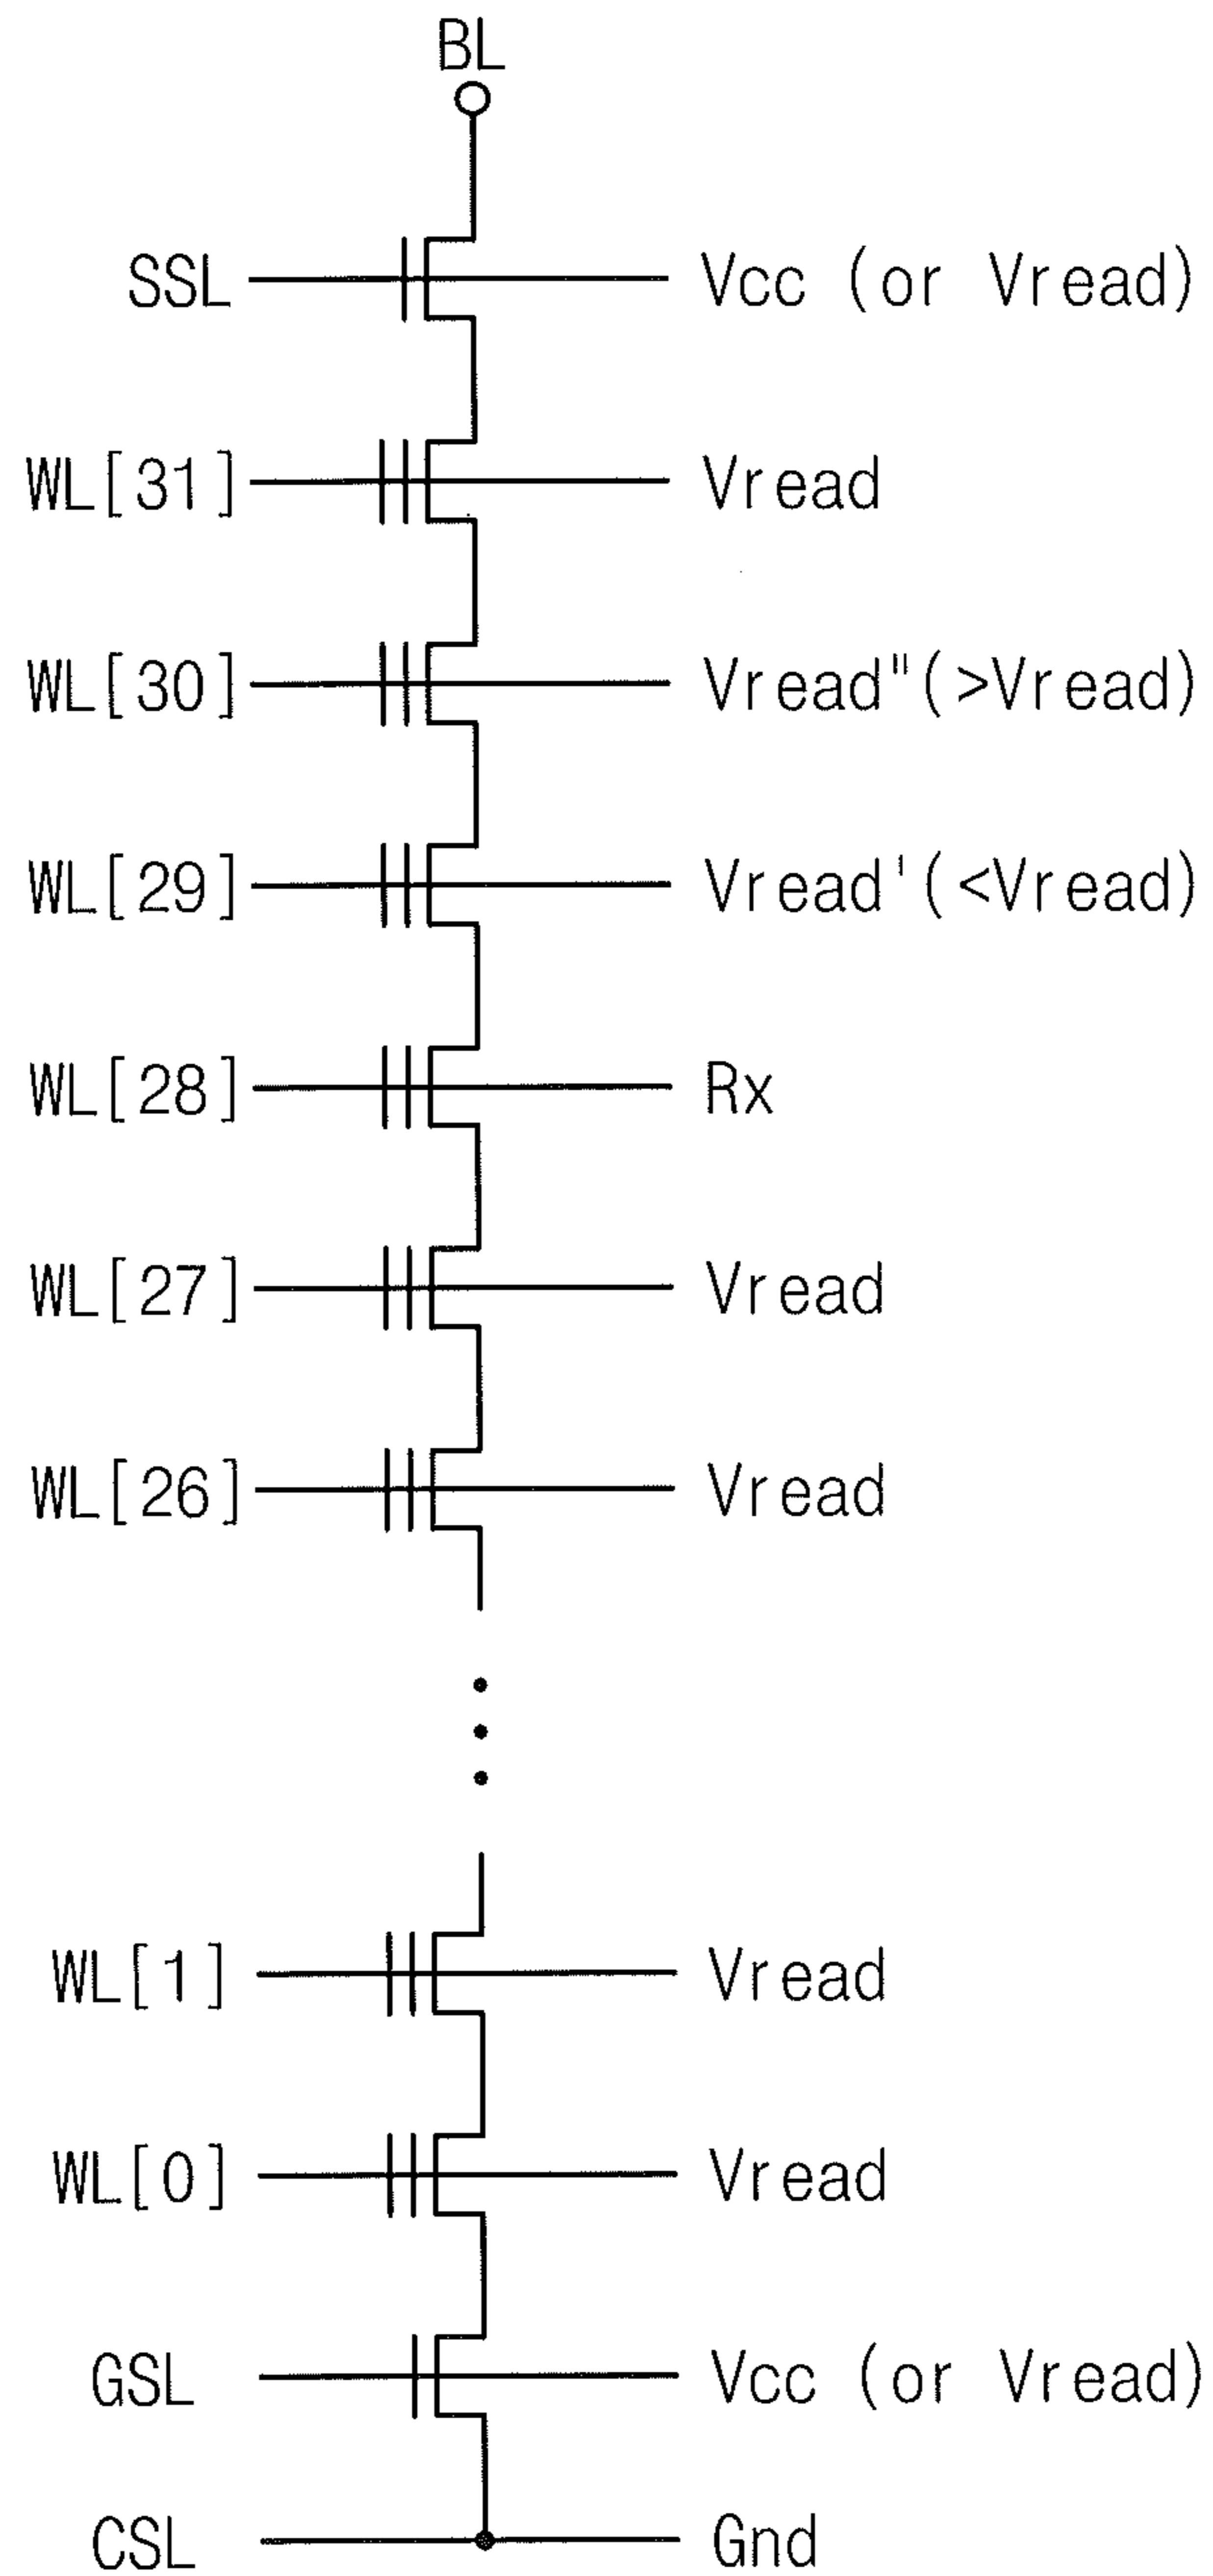 BL
SSL Vcc (or Vread)
WL[31] Vread
WL[30] Vread"(>Vread)
WL[29] Vread'(<Vread)
WL[28] Rx
WL[27] Vread
WL[26] Vread
WL[1] Vread
WL[0] Vread
GSL Vcc (or Vread)
CSL Gnd